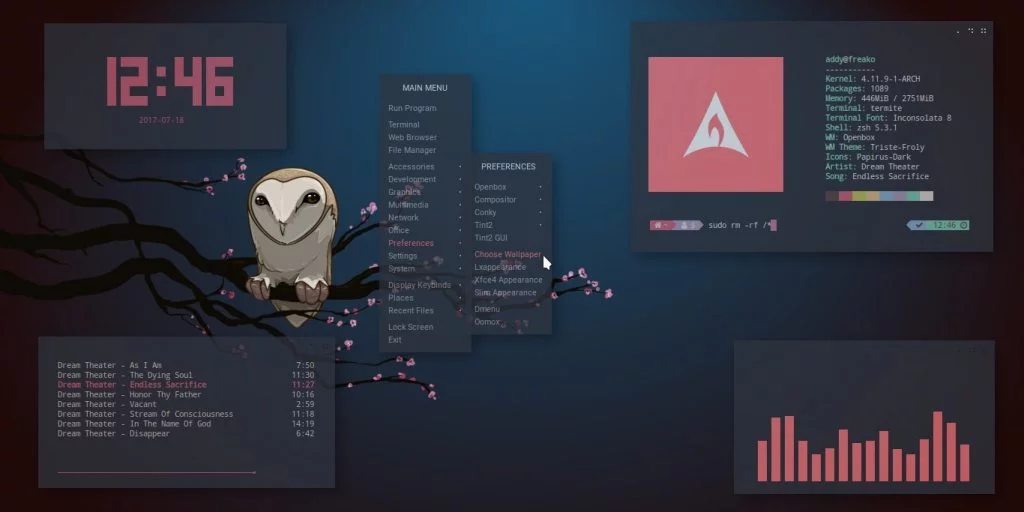 12:46
2017-07-18
MAIN MENU
Run Program
Terminal
Web Browser
File Manager
Accessories
Development
Graphics
Multimedia
Network
Office
Preferences
Settings
System
Display Keybinds
Places
Recent Files
Lock Screen
Exit
PREFERENCES
Openbox
Compositor
Conky
Tint2
Tint2 GUI
Choose Wallpaper
Lxappearance
Xfce4 Appearance
Slim Appearance
Dmenu
Oomox
addy@freako
-----------
Kernel: 4.11.9-1-ARCH
Packages: 1089
Memory: 446MiB / 2751MiB
Terminal: termite
Terminal Font: Inconsolata 8
Shell: zsh 5.3.1
WM: Openbox
WM Theme: Triste-Froly
Icons: Papirus-Dark
Artist: Dream Theater
Song: Endless Sacrifice
sudo rm -rf /*
12:46
Dream Theater - As I Am 7:50
Dream Theater - The Dying Soul 11:30
Dream Theater - Endless Sacrifice 11:27
Dream Theater - Honor Thy Father 10:16
Dream Theater - Vacant 2:59
Dream Theater - Stream Of Consciousness 11:18
Dream Theater - In The Name Of God 14:19
Dream Theater - Disappear 6:42